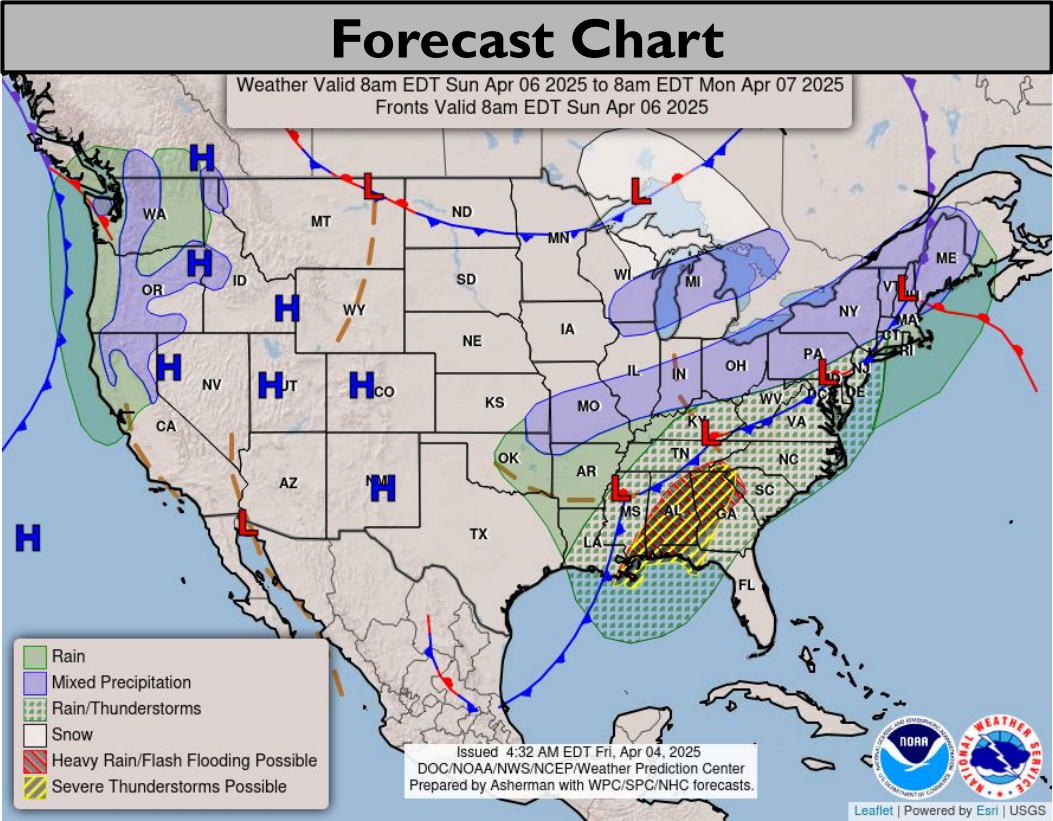 Forecast Chart
Weather Valid 8am EDT Sun Apr 06 2025 to 8am EDT Mon Apr 07 2025
Fronts Valid 8am EDT Sun Apr 06 2025
H
L
L
WA
MT
ND
MN
ME
H
OR
ID
SD
WI
MI
VT
L
H
WY
IA
NY
MA
CT
RI
NE
H
NV
H
UT
H
CO
IL
IN
OH
PA
L
NJ
DE
DC
WV
KS
MO
CA
KY
L
VA
OK
AR
TN
NC
AZ
H
L
MS
AL
GA
SC
H
L
TX
LA
FL
Rain
Mixed Precipitation
Rain/Thunderstorms
Snow
Heavy Rain/Flash Flooding Possible
Severe Thunderstorms Possible
Issued 4:32 AM EDT Fri, Apr 04, 2025
DOC/NOAA/NWS/NCEP/Weather Prediction Center
Prepared by Asherman with WPC/SPC/NHC forecasts.
NOAA
NATIONAL WEATHER SERVICE
Leaflet | Powered by Esri | USGS